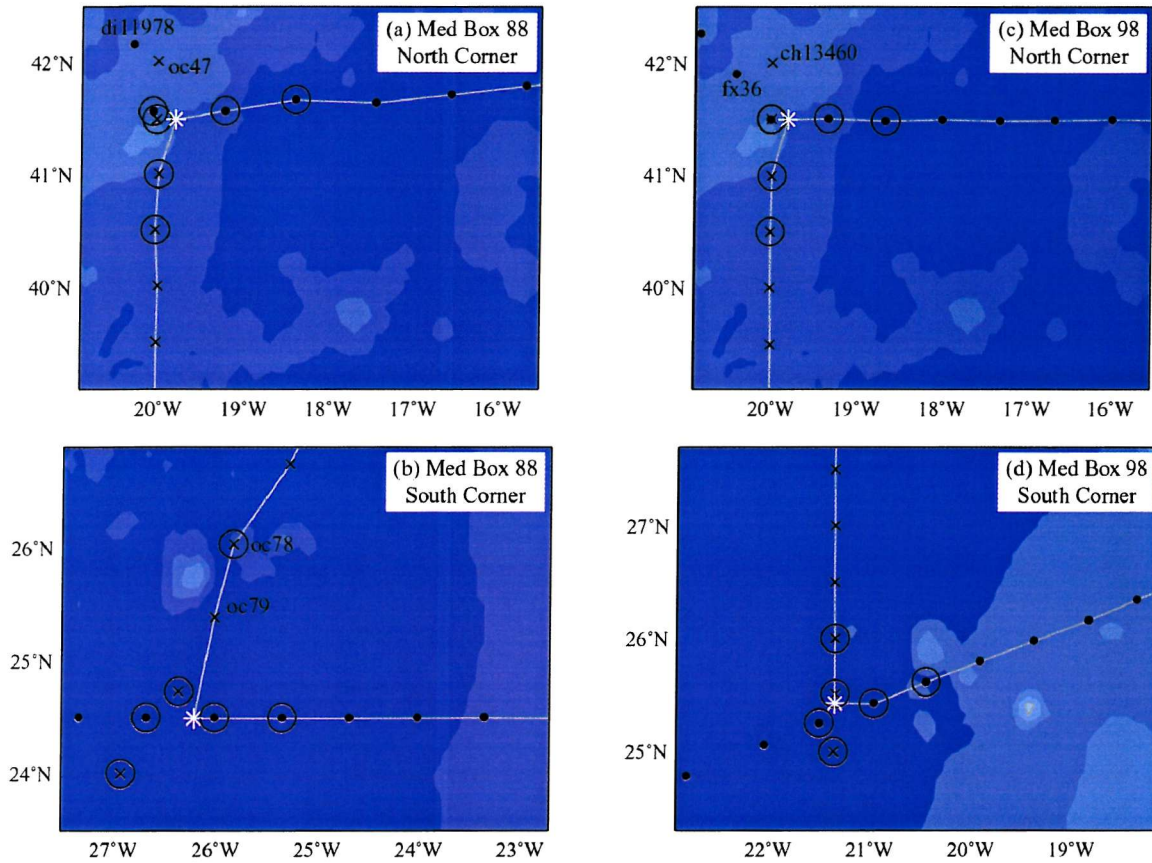 (a) Med Box 88
North Corner
di11978
oc47
42˚N
41˚N
40˚N
20˚W 19˚W 18˚W 17˚W 16˚W
(c) Med Box 98
North Corner
ch13460
fx36
42˚N
41˚N
40˚N
20˚W 19˚W 18˚W 17˚W 16˚W
(b) Med Box 88
South Corner
oc78
oc79
26˚N
25˚N
24˚N
27˚W 26˚W 25˚W 24˚W 23˚W
(d) Med Box 98
South Corner
27˚N
26˚N
25˚N
22˚W 21˚W 20˚W 19˚W